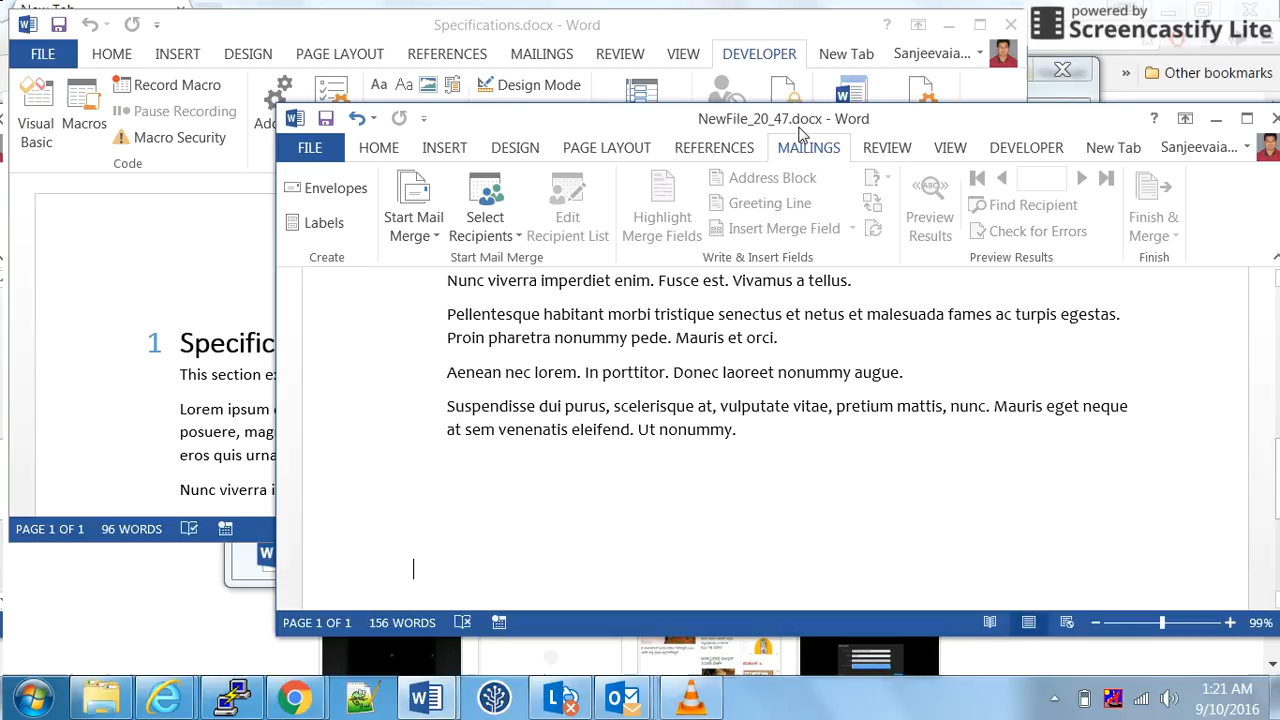 Specifications.docx - Word
powered by
Screencastify Lite
FILE HOME INSERT DESIGN PAGE LAYOUT REFERENCES MAILINGS REVIEW VIEW DEVELOPER New Tab Sanjeevaia...
» Other bookmarks
Visual Basic
Macros
Record Macro
Pause Recording
Macro Security
Code
Aa Aa Design Mode
NewFile_20_47.docx - Word
FILE HOME INSERT DESIGN PAGE LAYOUT REFERENCES MAILINGS REVIEW VIEW DEVELOPER New Tab Sanjeevaia...
Envelopes
Labels
Create
Start Mail Merge
Select Recipients
Edit Recipient List
Start Mail Merge
Highlight Merge Fields
Address Block
Greeting Line
Insert Merge Field
Write & Insert Fields
ABC
Preview Results
Find Recipient
Check for Errors
Preview Results
Finish & Merge
Finish
Nunc viverra imperdiet enim. Fusce est. Vivamus a tellus.
Pellentesque habitant morbi tristique senectus et netus et malesuada fames ac turpis egestas.
Proin pharetra nonummy pede. Mauris et orci.
Aenean nec lorem. In porttitor. Donec laoreet nonummy augue.
Suspendisse dui purus, scelerisque at, vulputate vitae, pretium mattis, nunc. Mauris eget neque
at sem venenatis eleifend. Ut nonummy.
1 Specific
This section ex
Lorem ipsum
posuere, mag
eros quis urna
Nunc viverra i
PAGE 1 OF 1 96 WORDS
PAGE 1 OF 1 156 WORDS
99%
1:21 AM
9/10/2016